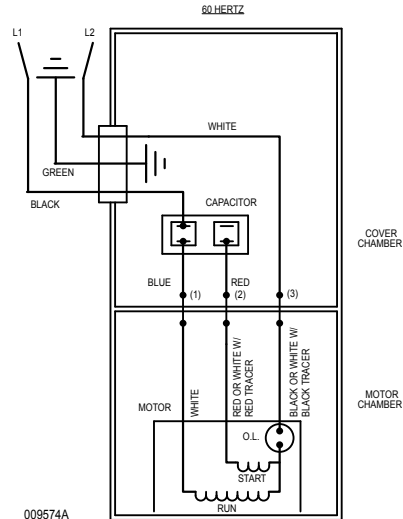 60 HERTZ
L1
L2
WHITE
GREEN
BLACK
CAPACITOR
COVER
CHAMBER
BLUE
RED
(1)
(2)
(3)
WHITE
RED OR WHITE W/
RED TRACER
BLACK OR WHITE W/
BLACK TRACER
MOTOR
CHAMBER
MOTOR
O.L.
START
RUN
009574A